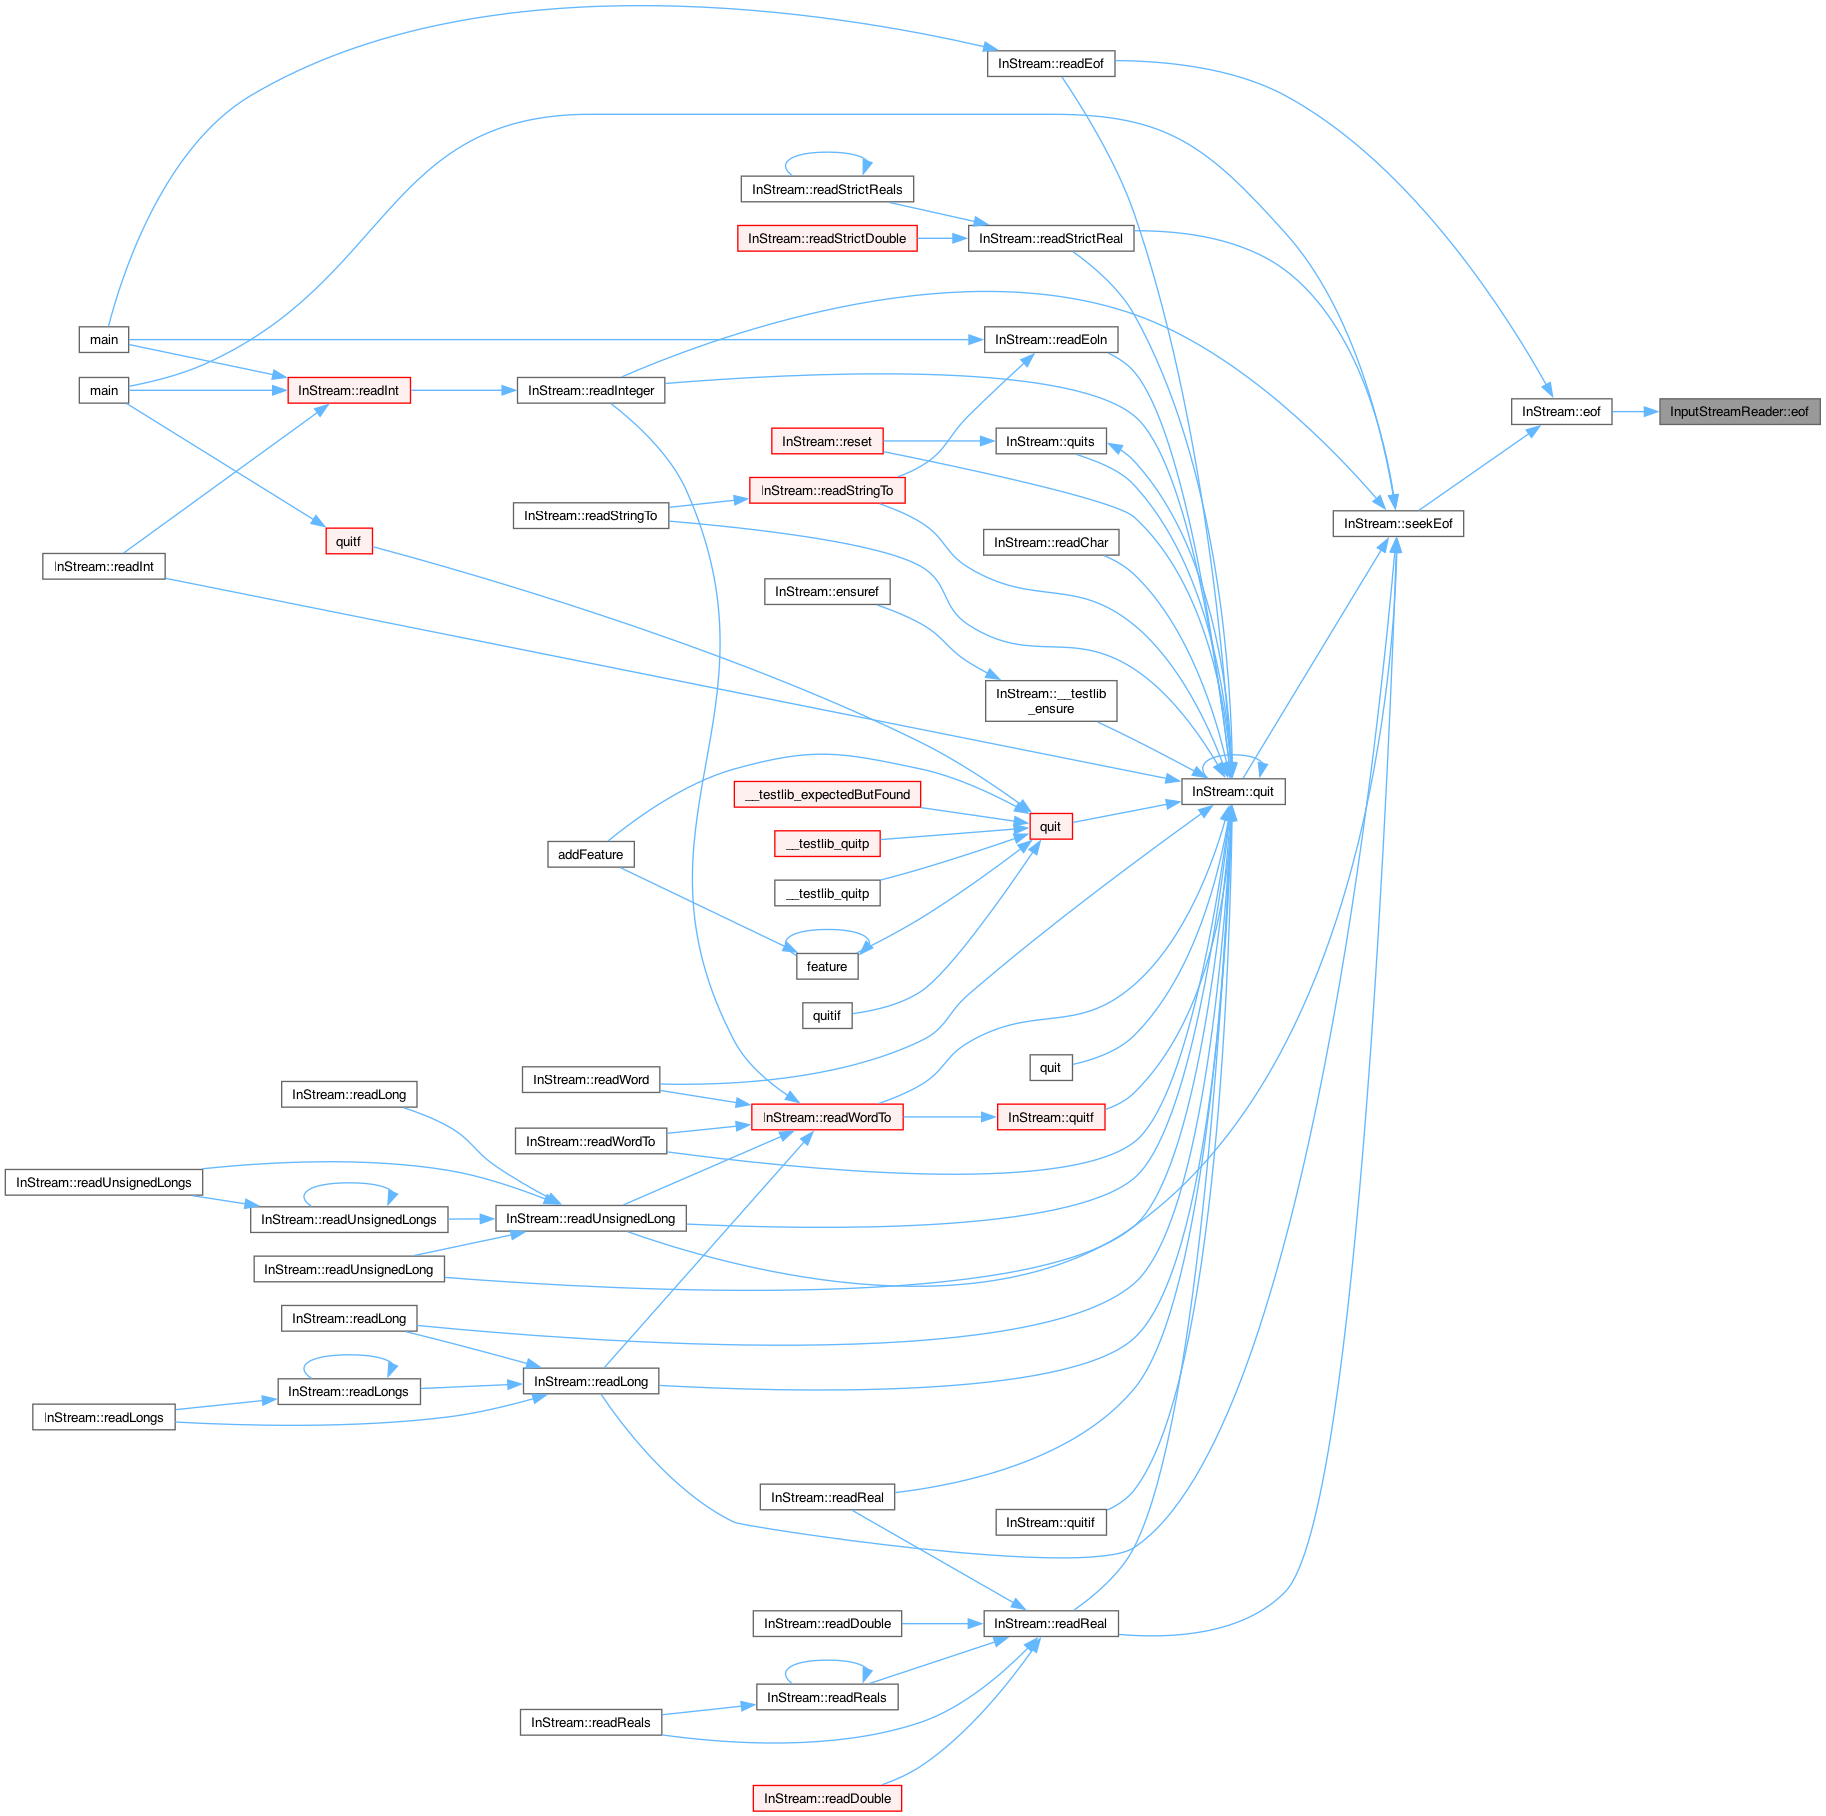 InStream::readEof
InStream::readStrictReals
InStream::readStrictDouble
InStream::readStrictReal
main
InStream::readEoln
main
InStream::readInt
InStream::readInteger
InStream::eof
InputStreamReader::eof
InStream::reset
InStream::quits
InStream::readStringTo
InStream::readStringTo
InStream::seekEof
quitf
InStream::readChar
InStream::readInt
InStream::ensuref
InStream::__testlib
_ensure
InStream::quit
__testlib_expectedButFound
quit
__testlib_quitp
addFeature
__testlib_quitp
feature
quitif
quit
InStream::readWord
InStream::readLong
InStream::readWordTo
InStream::quitf
InStream::readWordTo
InStream::readUnsignedLongs
InStream::readUnsignedLongs
InStream::readUnsignedLong
InStream::readUnsignedLong
InStream::readLong
InStream::readLong
InStream::readLongs
InStream::readLongs
InStream::readReal
InStream::quitif
InStream::readDouble
InStream::readReal
InStream::readReals
InStream::readReals
InStream::readDouble